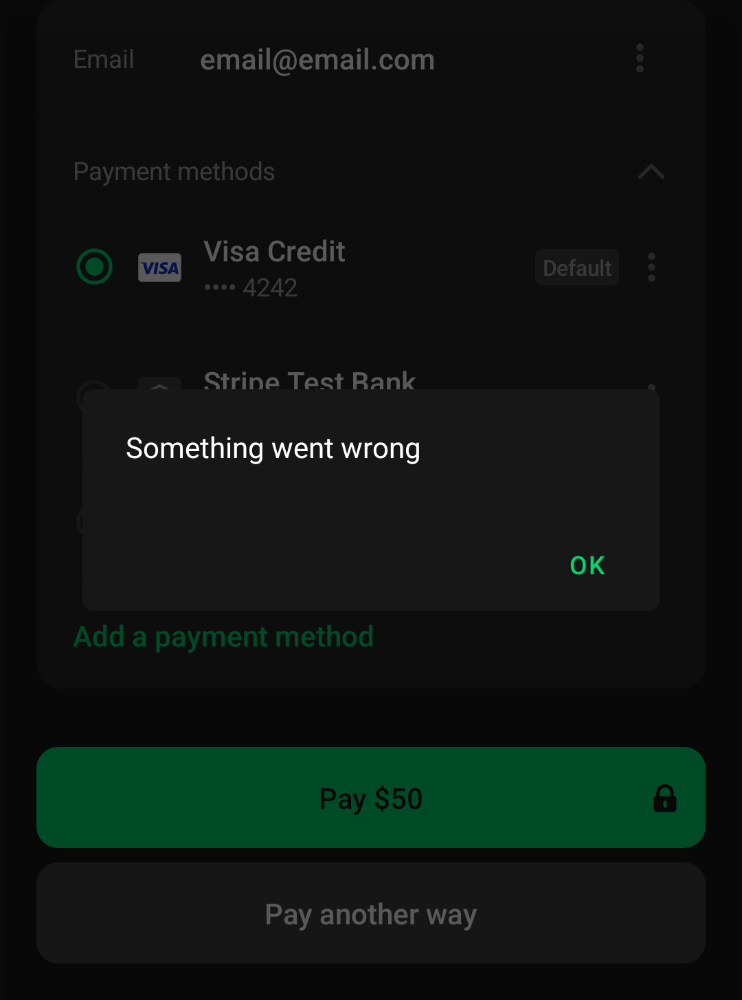 Email email@email.com
Payment methods
VISA Visa Credit Default
•••• 4242
Stripe Test Bank
Something went wrong
OK
Add a payment method
Pay $50
Pay another way